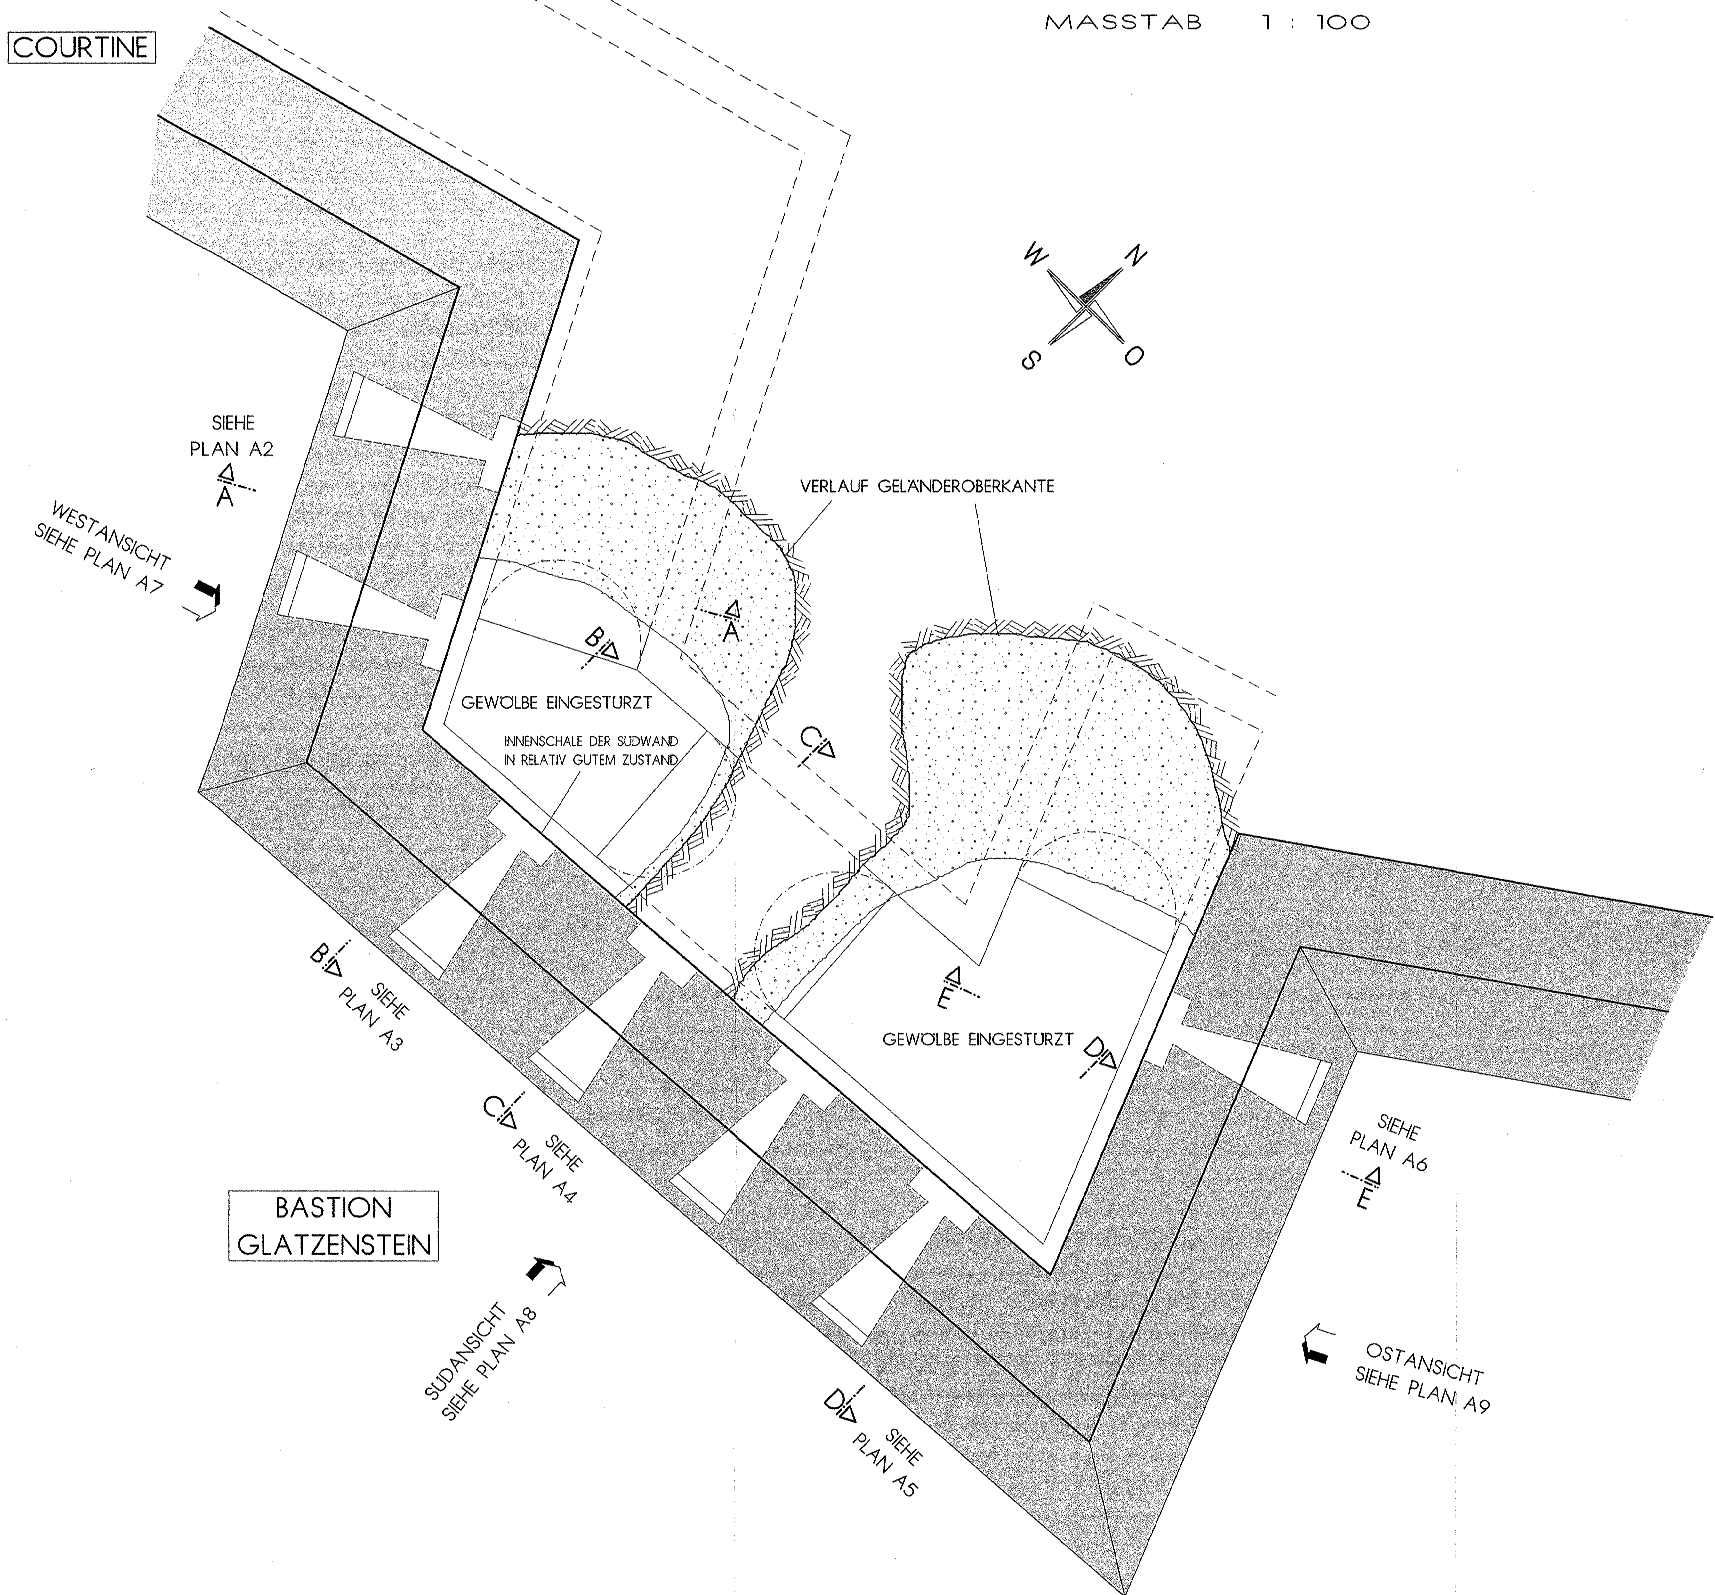 MASSTAB 1 : 100
COURTINE
W
N
S
O
SIEHE
PLAN A2
A
WESTANSICHT
SIEHE PLAN A7
VERLAUF GELÄNDEROBERKANTE
A
B
GEWÖLBE EINGESTÜRZT
INNENSCHALE DER SÜDWAND
IN RELATIV GUTEM ZUSTAND
C
B
SIEHE
PLAN A3
E
GEWÖLBE EINGESTÜRZT
D
C
SIEHE
PLAN A4
SIEHE
PLAN A6
E
BASTION
GLATZENSTEIN
SÜDANSICHT
SIEHE PLAN A8
OSTANSICHT
SIEHE PLAN A9
D
SIEHE
PLAN A5